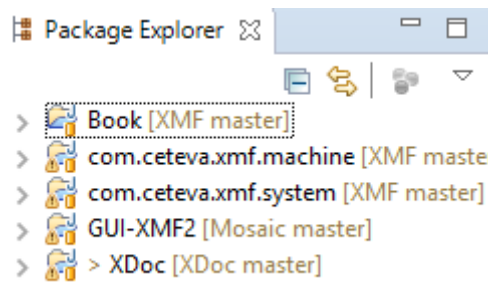 Package Explorer
Book [XMF master]
com.ceteva.xmf.machine [XMF maste
com.ceteva.xmf.system [XMF master]
GUI-XMF2 [Mosaic master]
> XDoc [XDoc master]